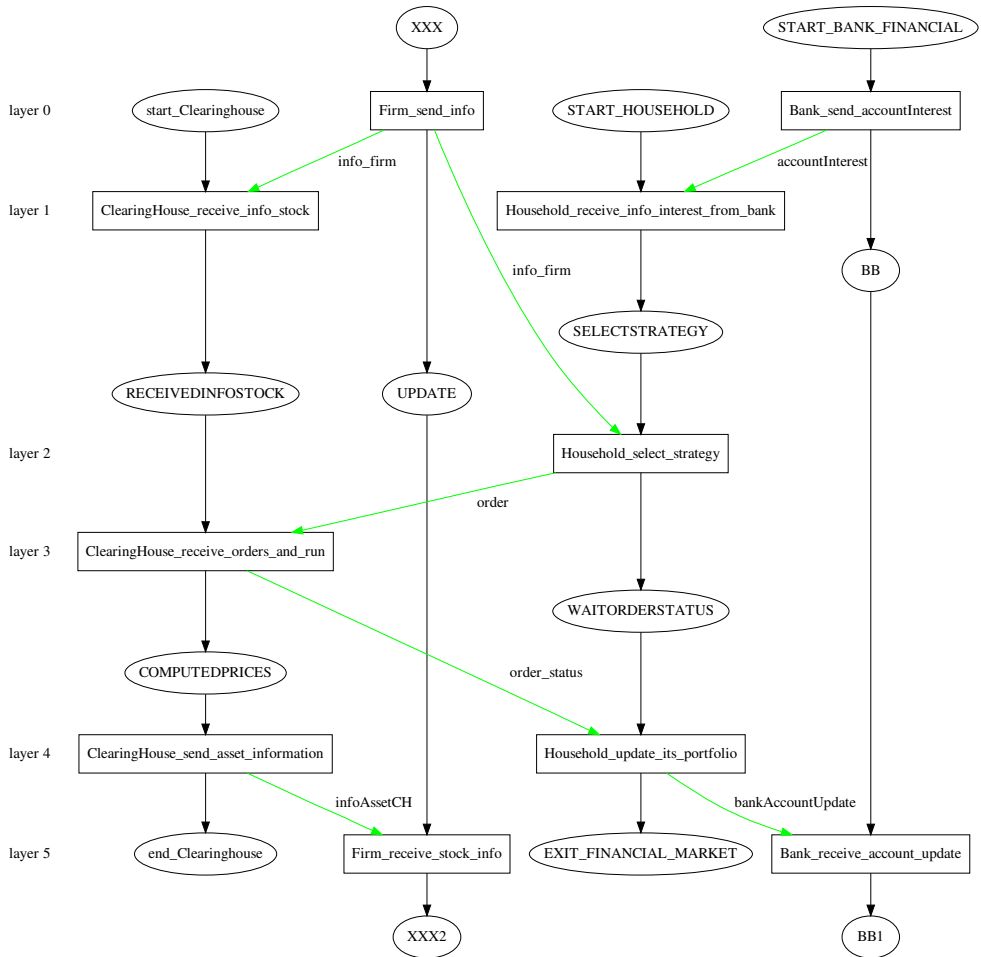 XXX
START_BANK_FINANCIAL
layer 0
start_Clearinghouse
Firm_send_info
START_HOUSEHOLD
Bank_send_accountInterest
info_firm
accountInterest
layer 1
ClearingHouse_receive_info_stock
Household_receive_info_interest_from_bank
info_firm
BB
SELECTSTRATEGY
RECEIVEDINFOSTOCK
UPDATE
layer 2
Household_select_strategy
order
layer 3
ClearingHouse_receive_orders_and_run
WAITORDERSTATUS
COMPUTEDPRICES
order_status
layer 4
ClearingHouse_send_asset_information
Household_update_its_portfolio
infoAssetCH
bankAccountUpdate
layer 5
end_Clearinghouse
Firm_receive_stock_info
EXIT_FINANCIAL_MARKET
Bank_receive_account_update
XXX2
BB1